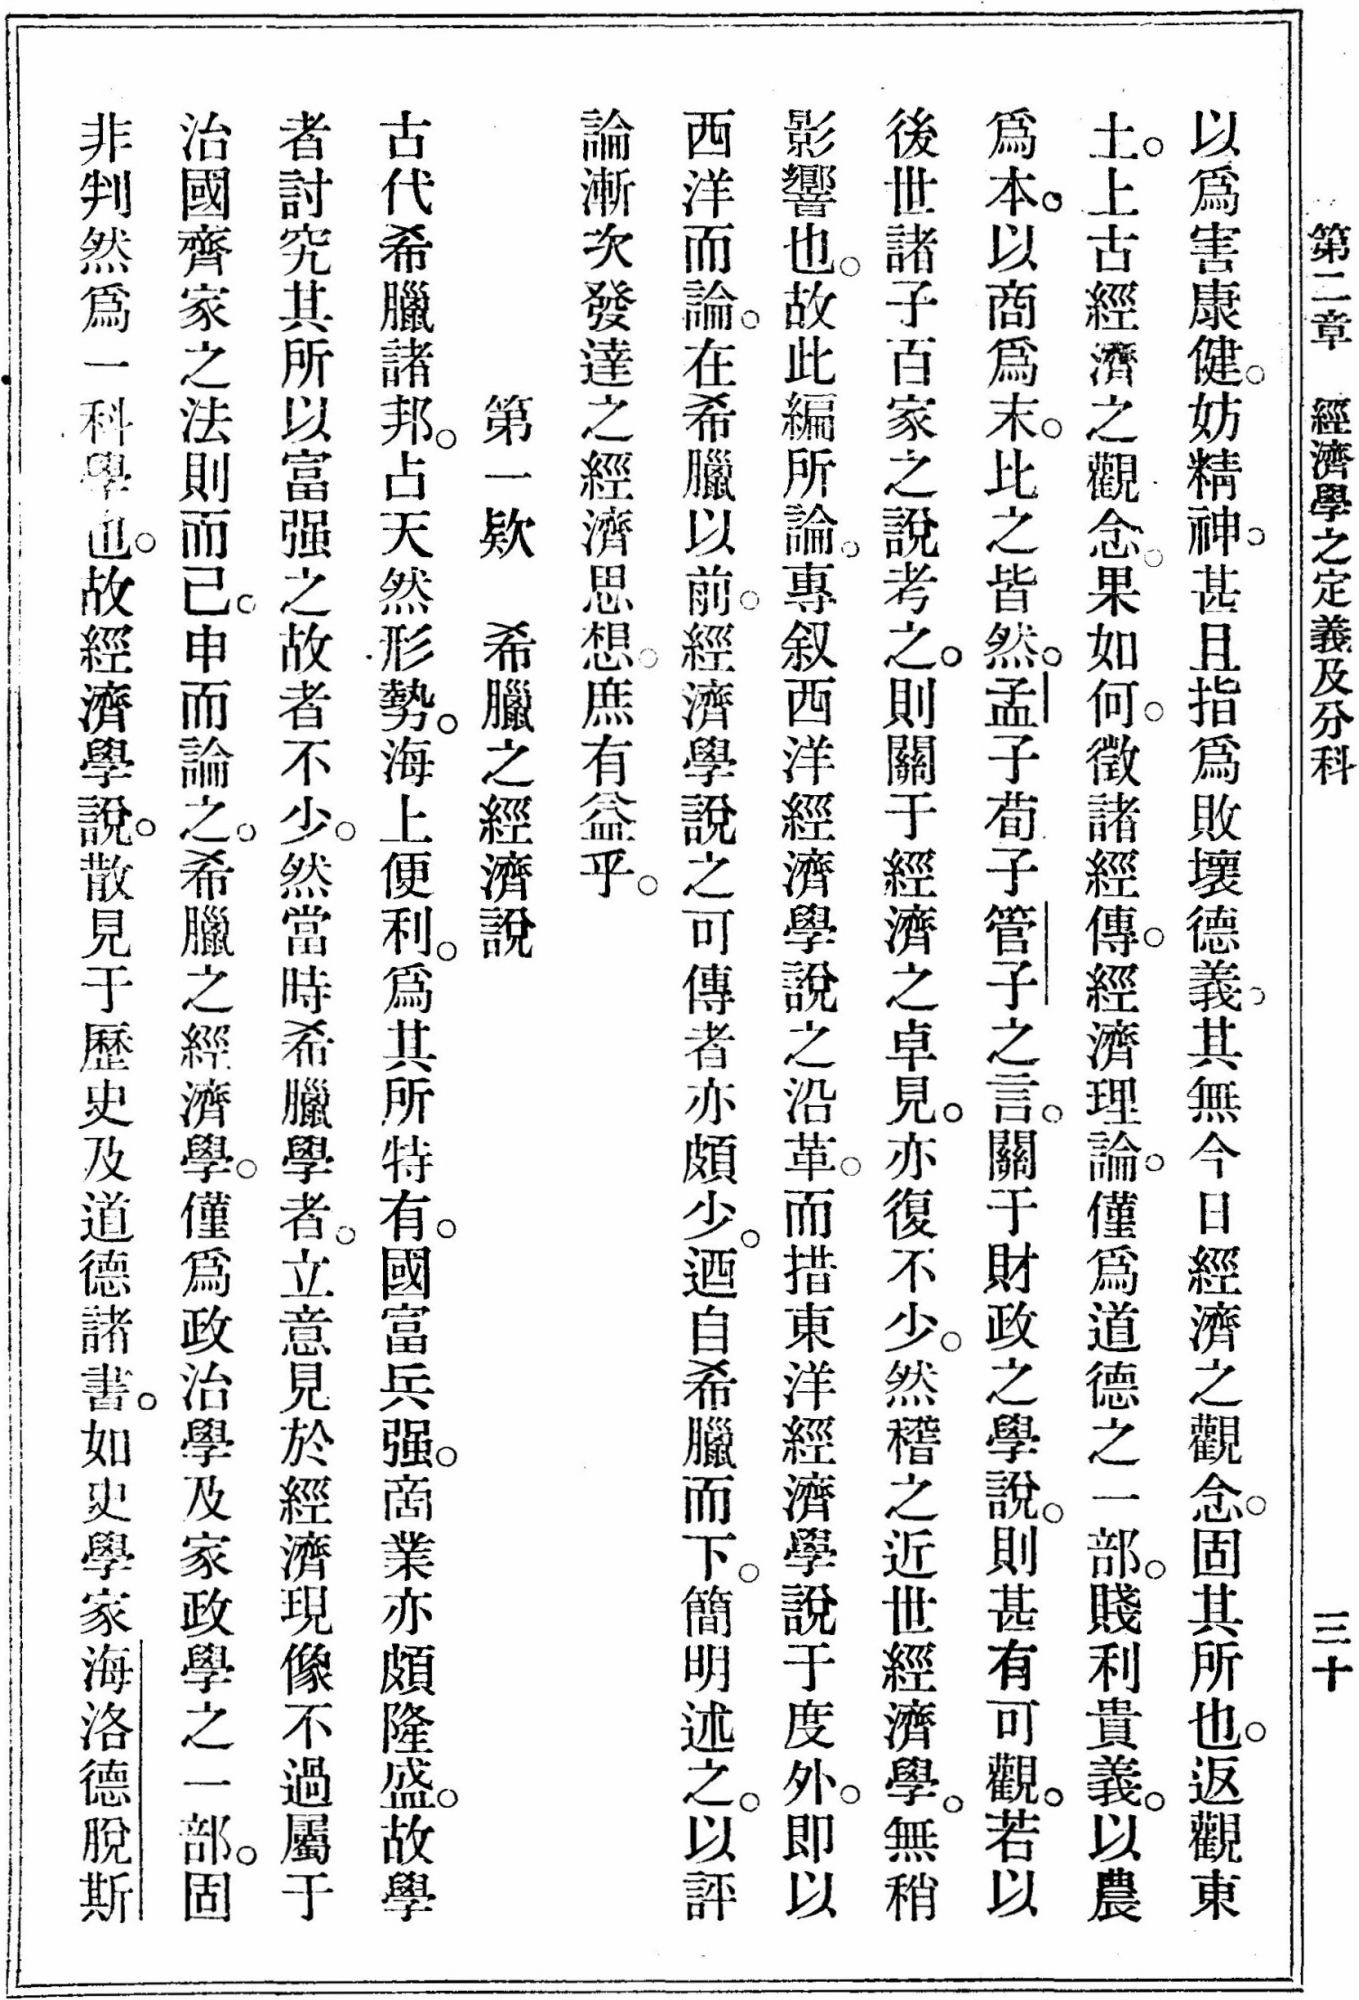 第二章　經濟學之定義及分科　三十
以爲害康健。妨精神。甚且指爲敗壞德義。其無今日經濟之觀念。固其所也。返觀東
土。上古經濟之觀念。果如何。徵諸經傳。經濟理論。僅爲道德之一部。賤利貴義。以農
爲本。以商爲末。比之皆然。孟子荀子管子之言。關于財政之學說。則甚有可觀。若以
後世諸子百家之說考之。則關于經濟之卓見。亦復不少。然稽之近世經濟學。無稍
影響也。故此編所論。專叙西洋經濟學說之沿革。而措東洋經濟學說于度外。即以
西洋而論。在希臘以前。經濟學說之可傳者亦頗少。迺自希臘而下。簡明述之。以評
論漸次發達之經濟思想。庶有益乎。
第一欵　希臘之經濟說
古代希臘諸邦。占天然形勢。海上便利。爲其所特有。國富兵强。啇業亦頗隆盛。故學
者討究其所以富强之故者不少。然當時希臘學者。立意見於經濟現像不過屬于
治國齊家之法則而已。申而論之。希臘之經濟學。僅爲政治學及家政學之一部。固
非判然爲一科學也。故經濟學說。散見于歷史及道德諸書。如史學家海洛德脫斯